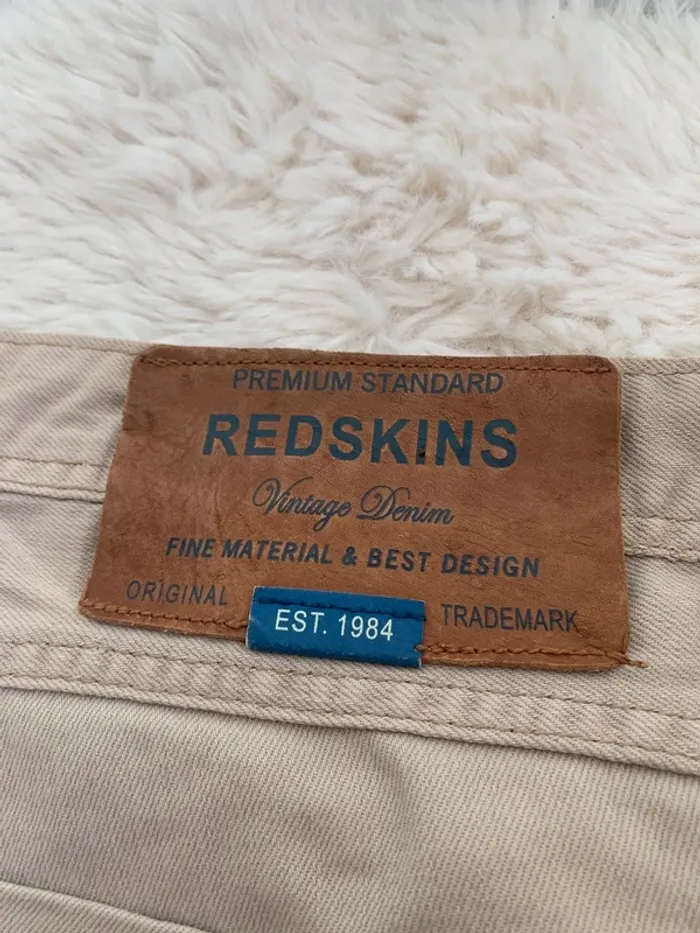 PREMIUM STANDARD
REDSKINS
Vintage Denim
FINE MATERIAL & BEST DESIGN
ORIGINAL TRADEMARK
EST. 1984